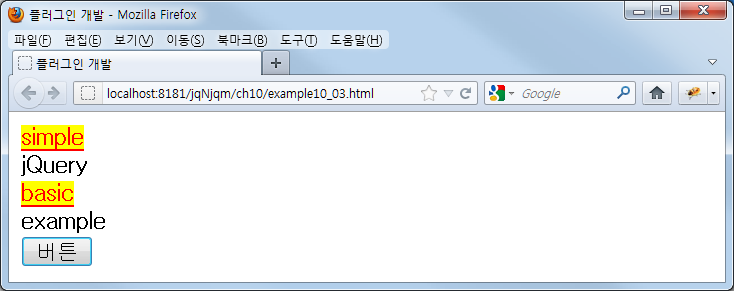 플러그인 개발 - Mozilla Firefox
파일(F) 편집(E) 보기(V) 이동(S) 북마크(B) 도구(T) 도움말(H)
플러그인 개발
localhost:8181/jqNjqm/ch10/example10_03.html Google
simple
jQuery
basic
example
버튼